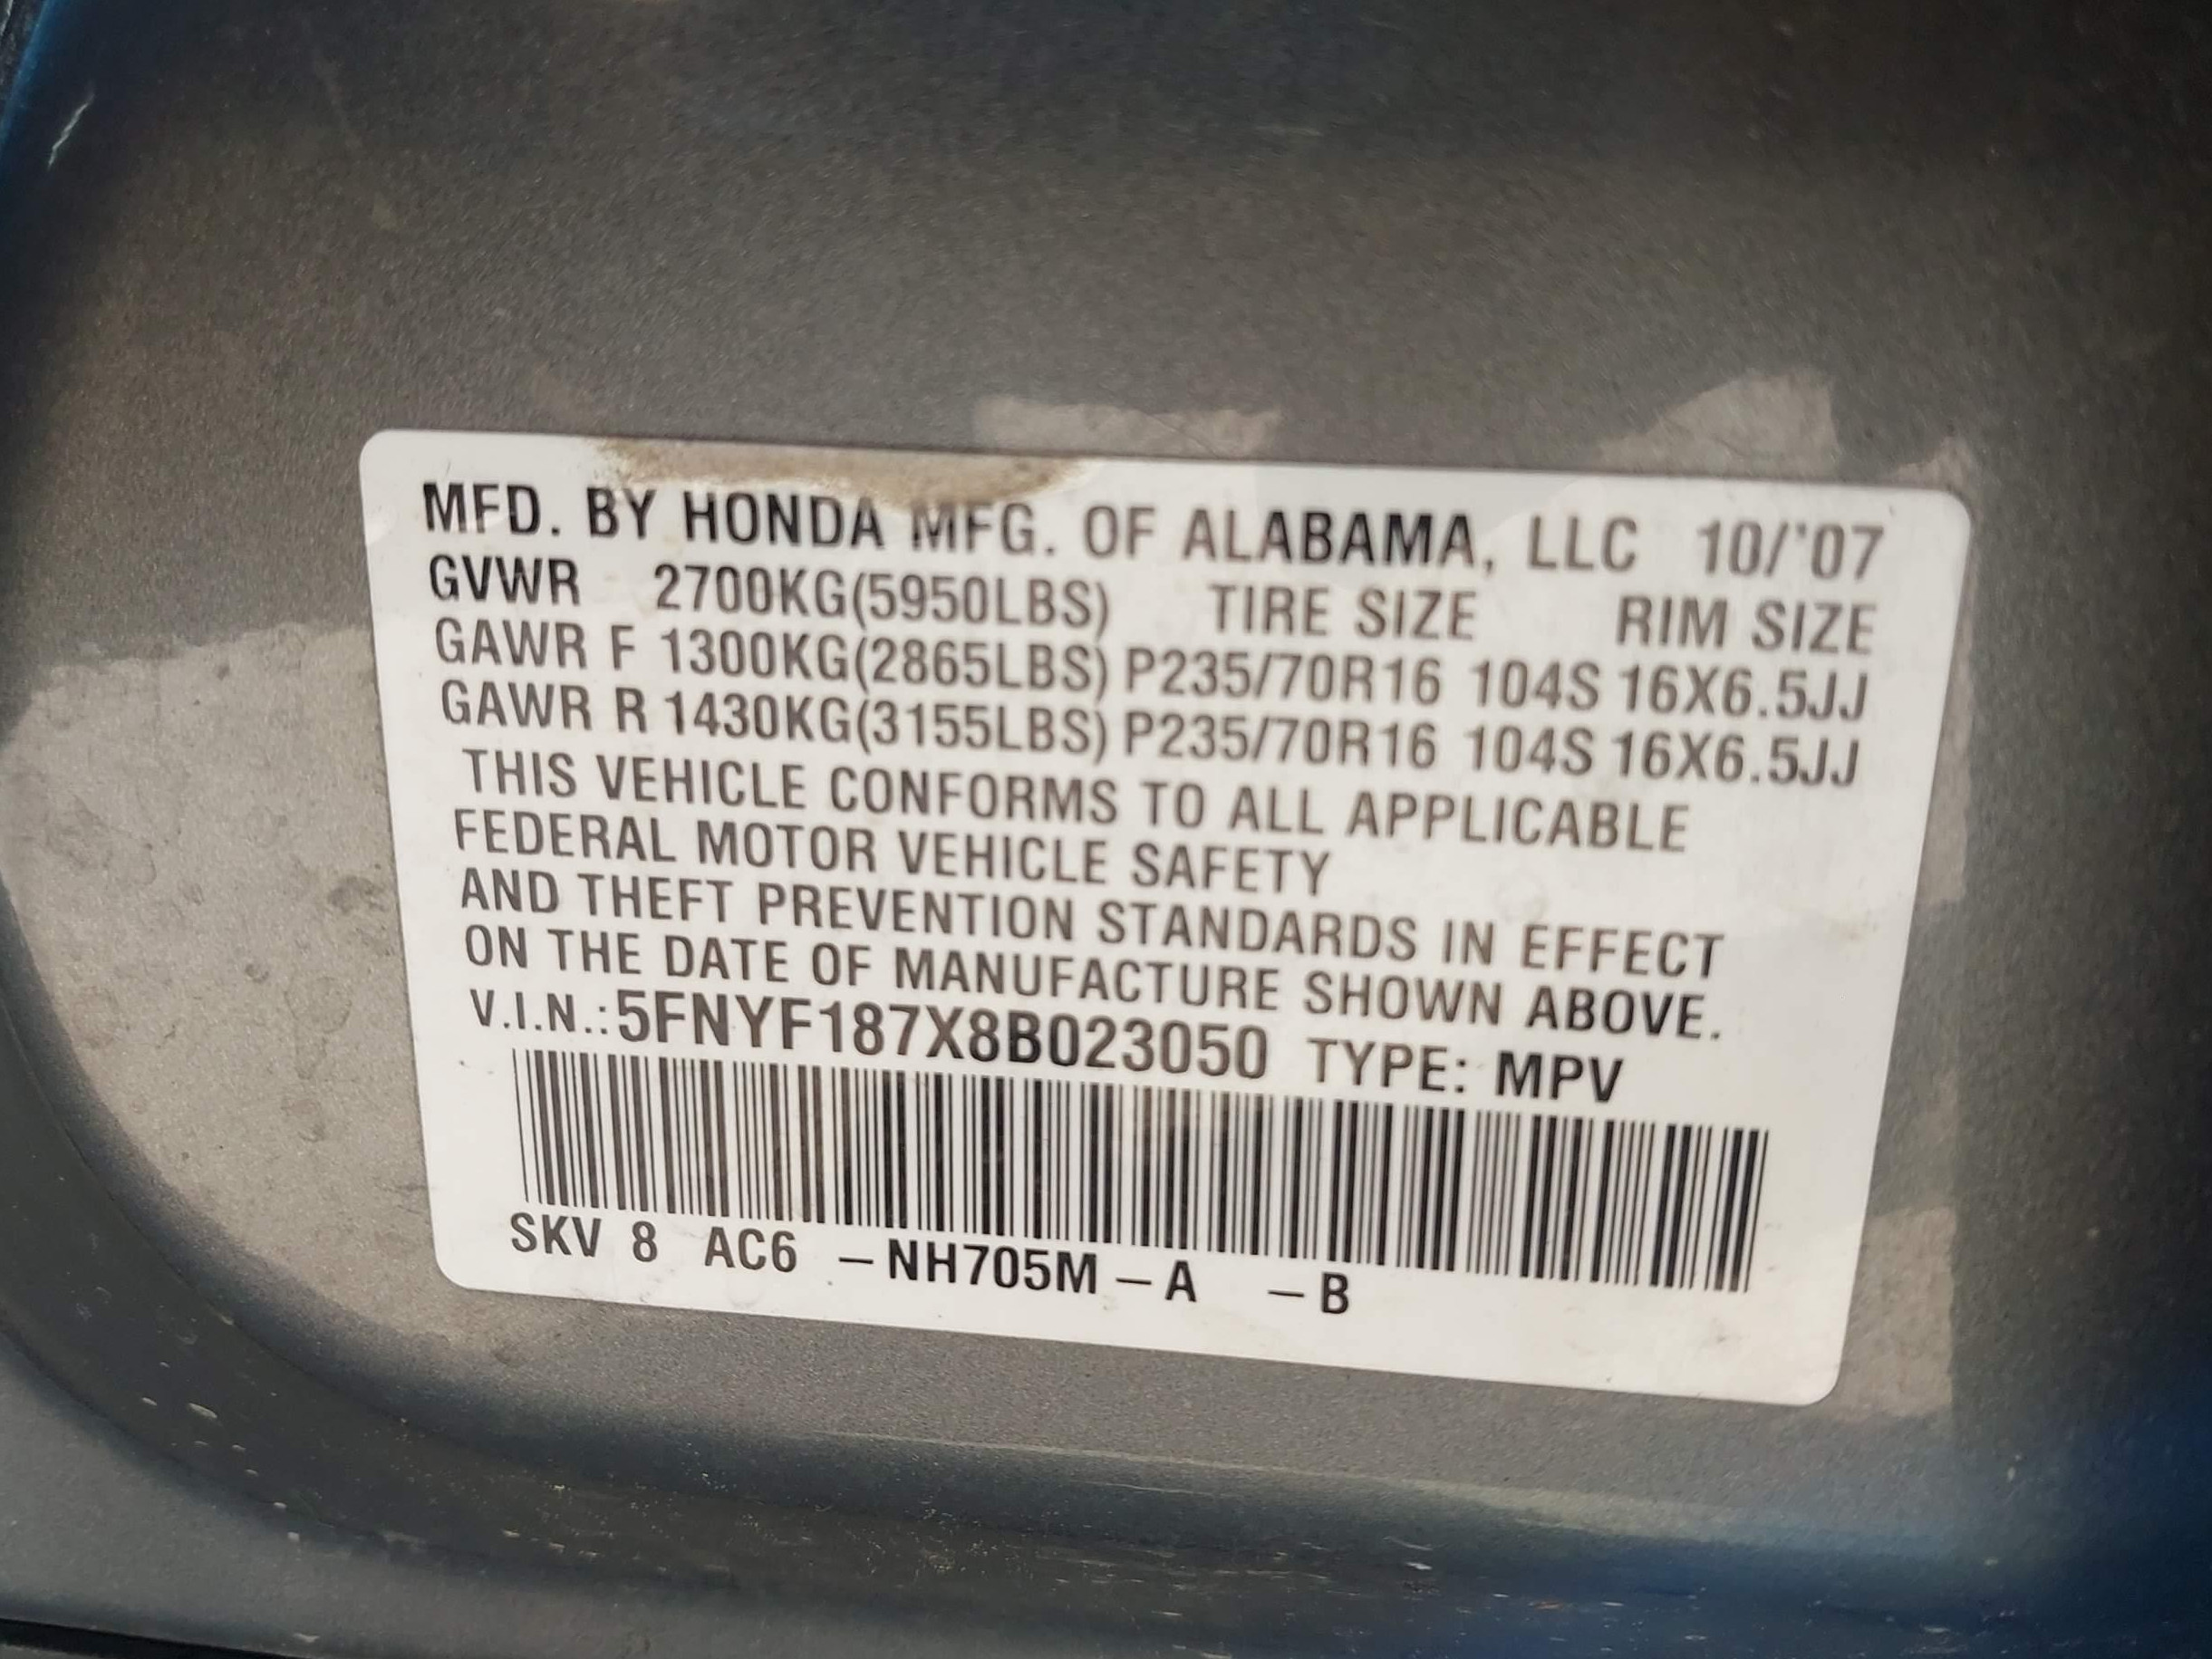 MFD. BY HONDA MFG. OF ALABAMA, LLC 10/'07
GVWR 2700KG(5950LBS) TIRE SIZE RIM SIZE
GAWR F 1300KG(2865LBS) P235/70R16 104S 16X6.5JJ
GAWR R 1430KG(3155LBS) P235/70R16 104S 16X6.5JJ
THIS VEHICLE CONFORMS TO ALL APPLICABLE
FEDERAL MOTOR VEHICLE SAFETY
AND THEFT PREVENTION STANDARDS IN EFFECT
ON THE DATE OF MANUFACTURE SHOWN ABOVE.
V.I.N.:5FNYF187X8B023050 TYPE: MPV
SKV 8 AC6 –NH705M –A –B